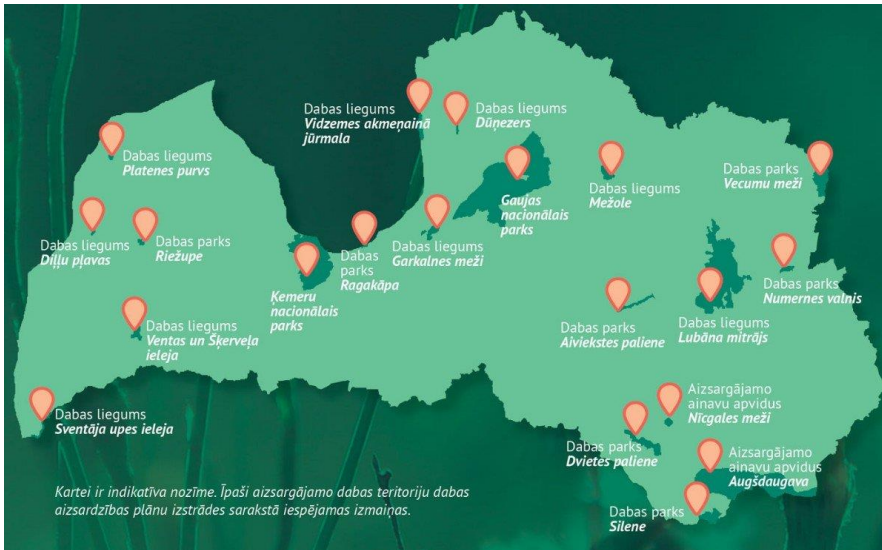 Dabas liegums
Vidzemes akmeņainā
jūrmala
Dabas liegums
Dūņezers
Dabas liegums
Platenes purvs
Gaujas
nacionālais
parks
Dabas liegums
Mežole
Dabas parks
Vecumu meži
Dabas liegums
Diļļu pļavas
Dabas parks
Riežupe
Dabas
parks
Ragakāpa
Dabas liegums
Garkalnes meži
Ķemeru
nacionālais
parks
Dabas parks
Numernes valnis
Dabas liegums
Ventas un Šķerveļa
ieleja
Dabas parks
Aiviekstes paliene
Dabas liegums
Lubāna mitrājs
Dabas liegums
Sventāja upes ieleja
Aizsargājamo
ainavu apvidus
Nīcgales meži
Dabas parks
Dvietes paliene
Aizsargājamo
ainavu apvidus
Augšdaugava
Dabas parks
Silene
Kartei ir indikatīva nozīme. Īpaši aizsargājamo dabas teritoriju dabas
aizsardzības plānu izstrādes sarakstā iespējamas izmaiņas.